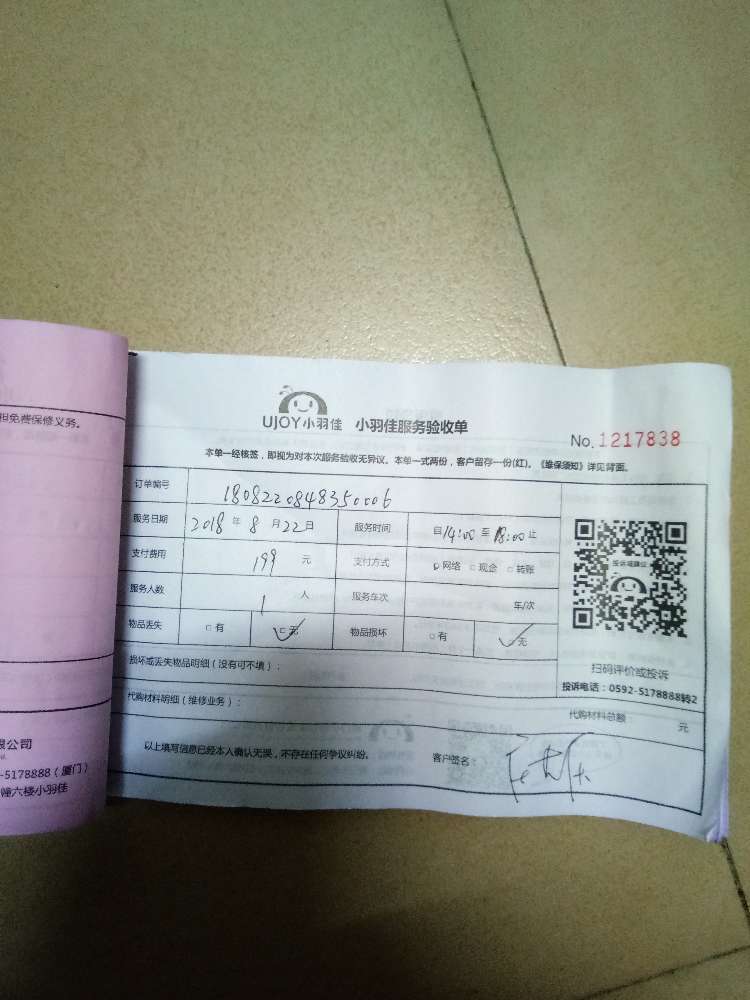 担免费保修义务。
限公司
-5178888（厦门）
幢六楼小羽佳
UJOY小羽佳 小羽佳服务验收单
No. 1217838
本单一经核签，即视为对本次服务验收无异议。本单一式两份，客户留存一份(红)。《维保须知》详见背面。
订单编号 1808220848350006
服务日期 2018 年 8 月 22 日 服务时间 自 14:00 至 18:00 止
支付费用 199 元 支付方式 网络 □现金 □转账
服务人数 1 人 服务车次 车/次
物品丢失 □有 □无 物品损坏 □有 □无
投诉或建议
扫码评价或投诉
投诉电话：0592-5178888转2
损坏或丢失物品明细（没有可不填）：
代购材料明细（维修业务）： 代购材料总额 元
以上填写信息已经本人确认无误，不存在任何争议纠纷。 客户签名：